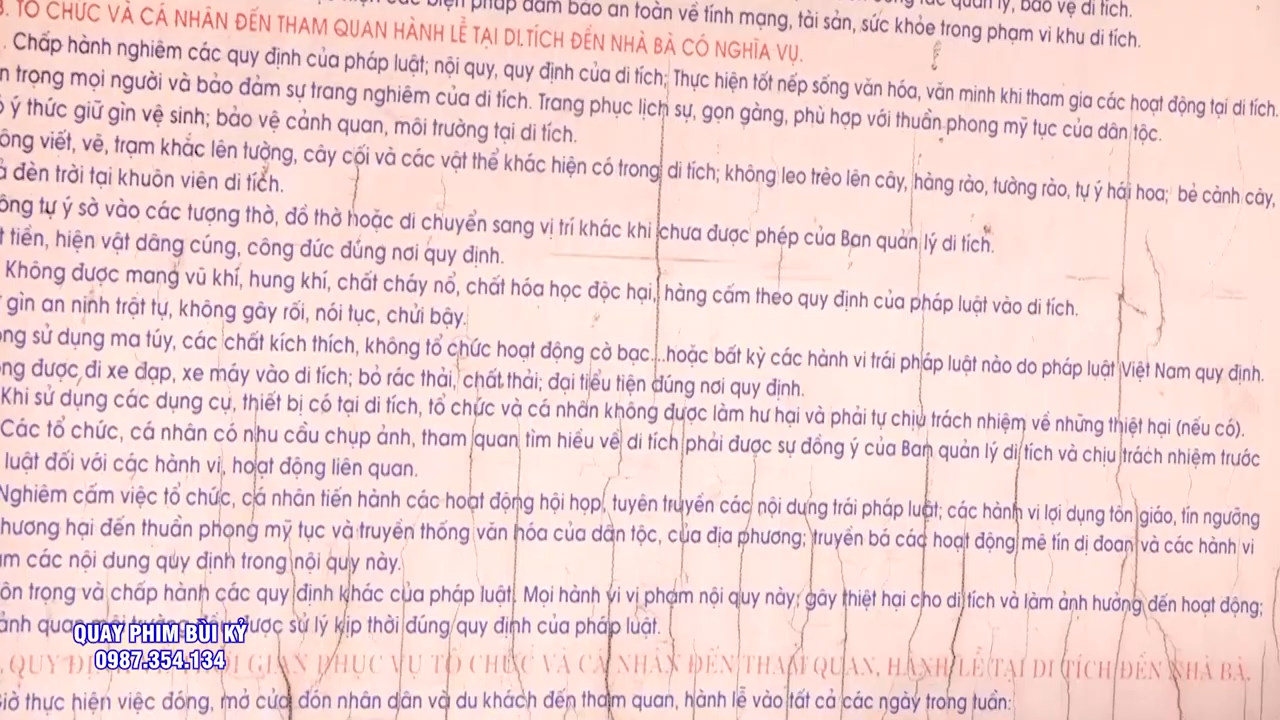 biện pháp đảm bảo an toàn về tính mạng, tài sản, sức khỏe trong phạm vi khu di tích.
quản lý, bảo vệ di tích.
3. TỔ CHỨC VÀ CÁ NHÂN ĐẾN THAM QUAN HÀNH LỄ TẠI DI TÍCH ĐỀN NHÀ BÀ CÓ NGHĨA VỤ.
Chấp hành nghiêm các quy định của pháp luật; nội quy, quy định của di tích; Thực hiện tốt nếp sống văn hóa, văn minh khi tham gia các hoạt động tại di tích.
n trọng mọi người và bảo đảm sự trang nghiêm của di tích. Trang phục lịch sự, gọn gàng, phù hợp với thuần phong mỹ tục của dân tộc.
ý thức giữ gìn vệ sinh; bảo vệ cảnh quan, môi trường tại di tích.
ông viết, vẽ, trạm khắc lên tường, cây cối và các vật thể khác hiện có trong di tích; không leo trèo lên cây, hàng rào, tường rào, tự ý hái hoa; bẻ cành cây,
ả đèn trời tại khuôn viên di tích.
ông tự ý sờ vào các tượng thờ, đồ thờ hoặc di chuyển sang vị trí khác khi chưa được phép của Ban quản lý di tích.
t tiền, hiện vật dâng cúng, công đức đúng nơi quy định.
Không được mang vũ khí, hung khí, chất cháy nổ, chất hóa học độc hại, hàng cấm theo quy định của pháp luật vào di tích.
gìn an ninh trật tự, không gây rối, nói tục, chửi bậy.
ông sử dụng ma túy, các chất kích thích, không tổ chức hoạt động cờ bạc...hoặc bất kỳ các hành vi trái pháp luật nào do pháp luật Việt Nam quy định.
ng được đi xe đạp, xe máy vào di tích; bỏ rác thải, chất thải; đại tiểu tiện đúng nơi quy định.
Khi sử dụng các dụng cụ, thiết bị có tại di tích, tổ chức và cá nhân không được làm hư hại và phải tự chịu trách nhiệm về những thiệt hại (nếu có).
Các tổ chức, cá nhân có nhu cầu chụp ảnh, tham quan tìm hiểu về di tích phải được sự đồng ý của Ban quản lý di tích và chịu trách nhiệm trước
luật đối với các hành vi, hoạt động liên quan.
Nghiêm cấm việc tổ chức, cá nhân tiến hành các hoạt động hội họp, tuyên truyền các nội dung trái pháp luật; các hành vi lợi dụng tôn giáo, tín ngưỡng
hương hại đến thuần phong mỹ tục và truyền thống văn hóa của dân tộc, của địa phương; truyền bá các hoạt động mê tín dị đoan và các hành vi
ạm các nội dung quy định trong nội quy này.
ôn trọng và chấp hành các quy định khác của pháp luật. Mọi hành vi vi phạm nội quy này; gây thiệt hại cho di tích và làm ảnh hưởng đến hoạt động;
ảnh quan được sử lý kịp thời đúng quy định của pháp luật.
QUAY PHIM BÙI KỶ
0987.354.134
QUY GIAN PHỤC VỤ TỔ CHỨC VÀ CÁ NHÂN ĐẾN THAM QUAN, HÀNH LỄ TẠI DI TÍCH ĐỀN NHÀ BÀ.
Giờ thực hiện việc đóng, mở cửa đón nhân dân và du khách đến tham quan, hành lễ vào tất cả các ngày trong tuần: